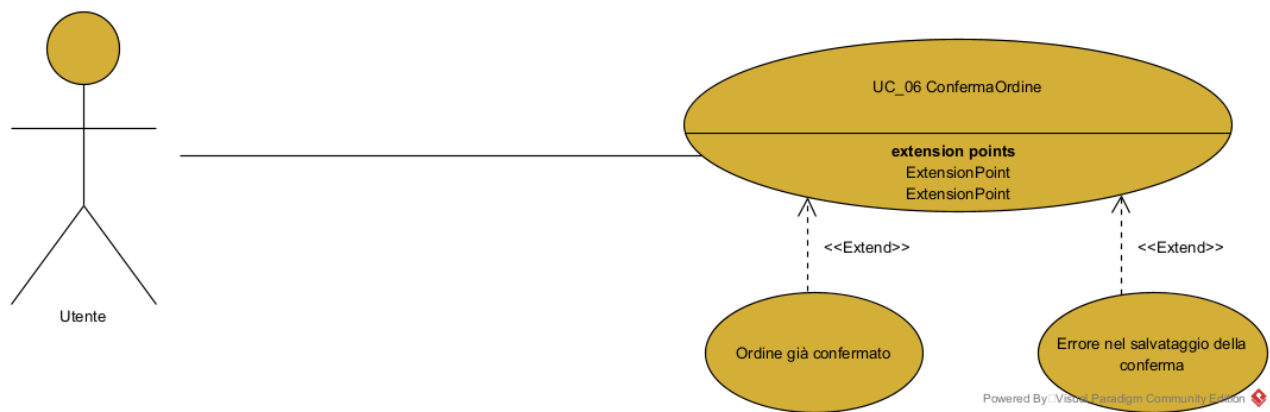 UC_06 ConfermaOrdine
extension points
ExtensionPoint
ExtensionPoint
<<Extend>>
<<Extend>>
Utente
Ordine già confermato
Errore nel salvataggio della
conferma
Powered By Visual Paradigm Community Edition